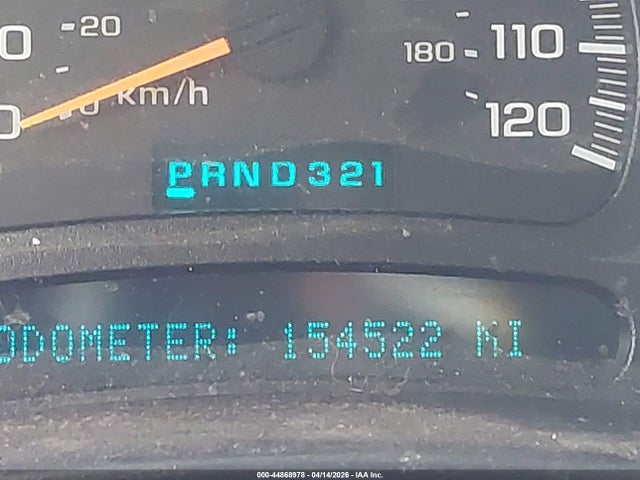 20
110
180
km/h
120
PRND321
ODOMETER: 154522 MI
000-44868978 - 04/14/2026 - IAA Inc.